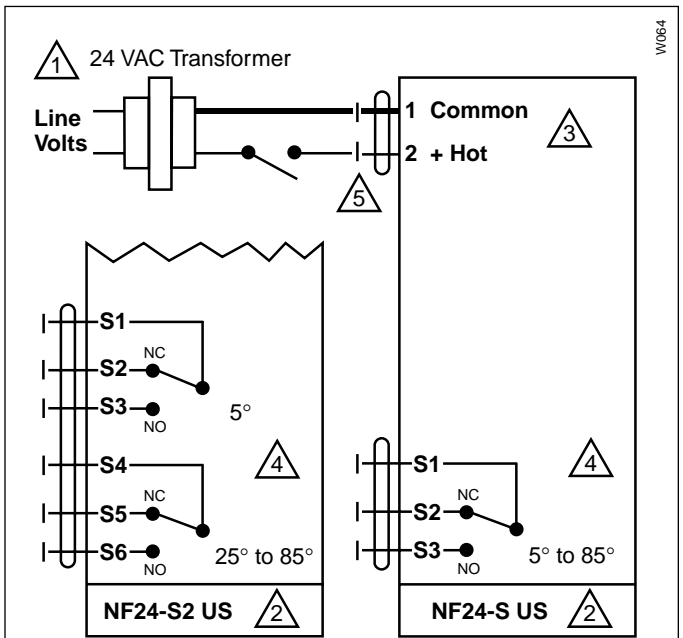 W064
1 24 VAC Transformer
Line
Volts
1 Common
2 + Hot
3
5
S1
S2 NC
S3 NO
5°
S4
4
S5 NC
S6 NO
25° to 85°
NF24-S2 US 2
S1
4
S2 NC
S3 NO
5° to 85°
NF24-S US 2